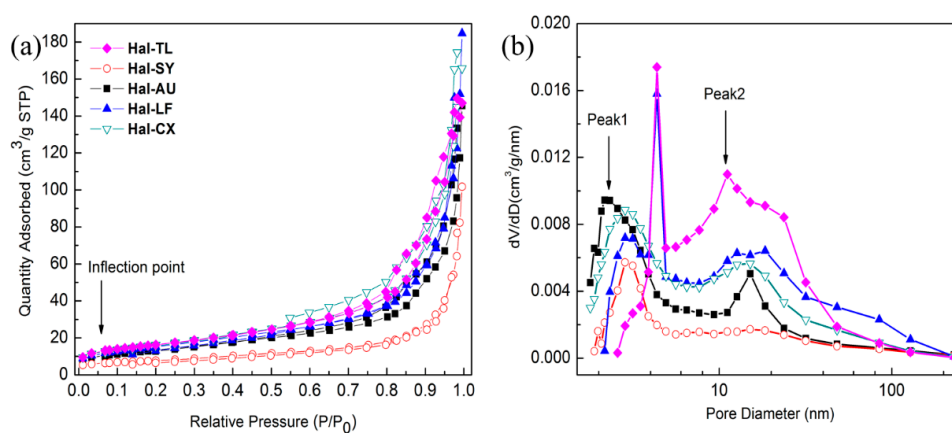 (a)
Hal-TL
Hal-SY
Hal-AU
Hal-LF
Hal-CX
Inflection point
Quantity Adsorbed (cm³/g STP)
180
160
140
120
100
80
60
40
20
0
0.0 0.1 0.2 0.3 0.4 0.5 0.6 0.7 0.8 0.9 1.0
Relative Pressure (P/P₀)
(b)
Peak1
Peak2
dV/dD(cm³/g/nm)
0.020
0.016
0.012
0.008
0.004
0.000
10 100
Pore Diameter (nm)